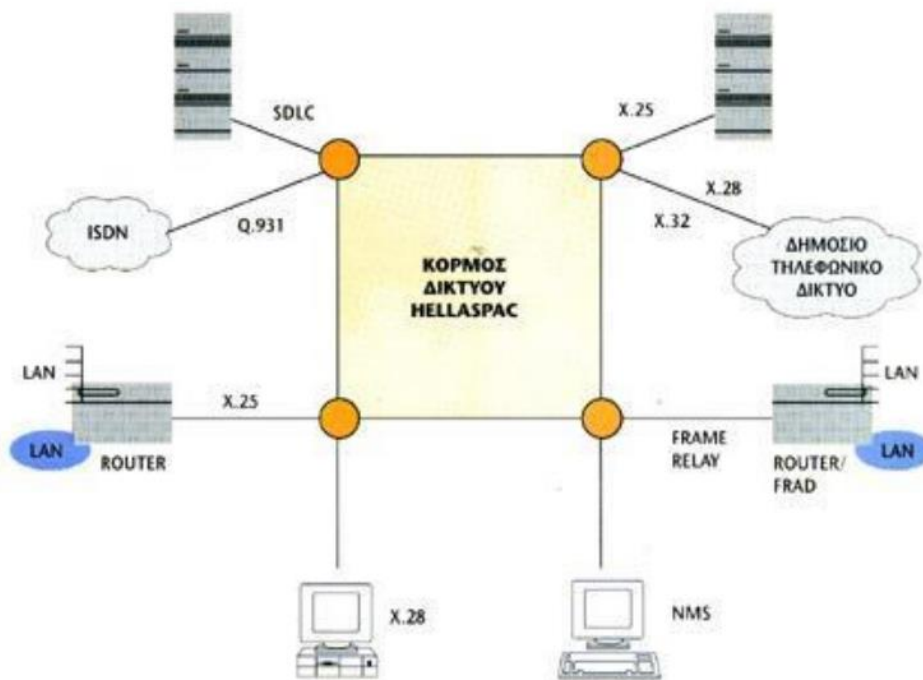 SDLC
X.25
X.28
X.32
ISDN
Q.931
ΔΗΜΟΣΙΟ
ΤΗΛΕΦΩΝΙΚΟ
ΔΙΚΤΥΟ
ΚΟΡΜΟΣ
ΔΙΚΤΥΟΥ
HELLASPAC
LAN
X.25
LAN
LAN
ROUTER
FRAME
RELAY
ROUTER/
FRAD
LAN
X.28
NMS